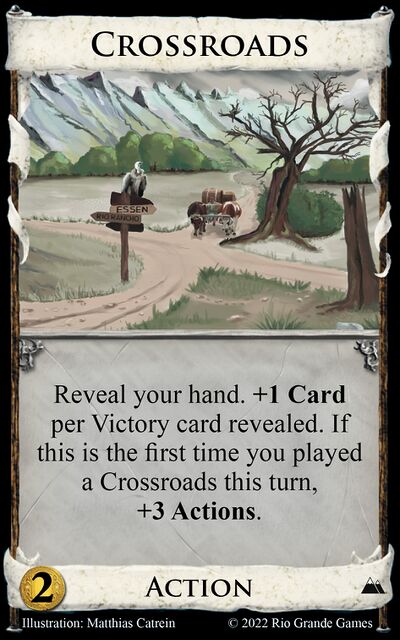 CROSSROADS
ESSEN
RIO RANCHO
Reveal your hand. +1 Card
per Victory card revealed. If
this is the first time you played
a Crossroads this turn,
+3 Actions.
2
ACTION
Illustration: Matthias Catrein
© 2022 Rio Grande Games